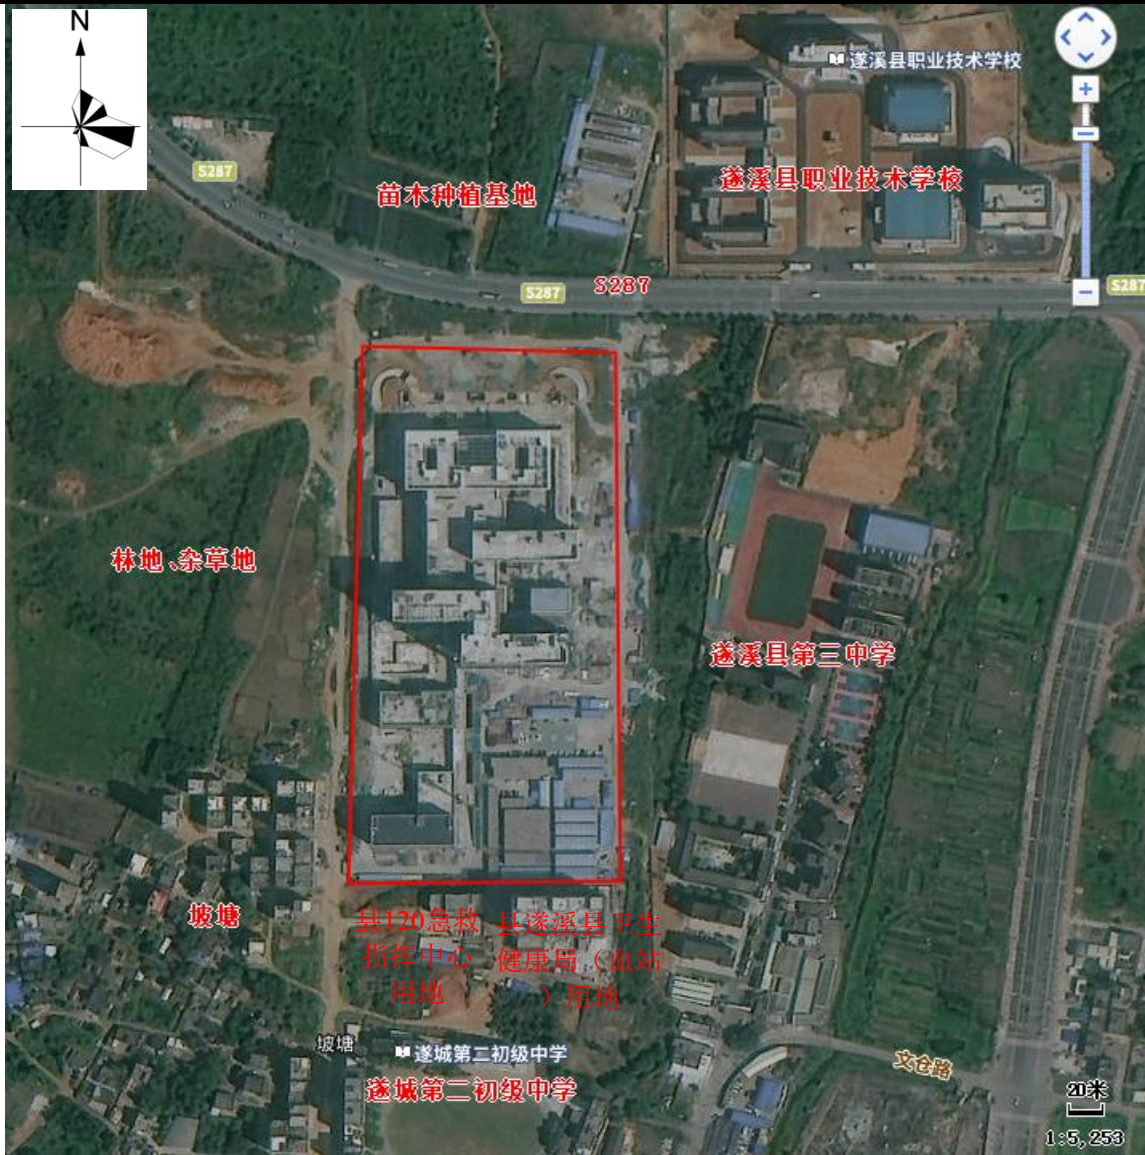 N
遂溪县职业技术学校
S287
苗木种植基地
遂溪县职业技术学校
S287
S287
S287
林地、杂草地
遂溪县第三中学
坡塘
县120急救
指挥中心
用地
县遂溪县卫生
健康局（血站
）用地
坡塘
遂城第二初级中学
遂城第二初级中学
文仓路
20米
1:5,253